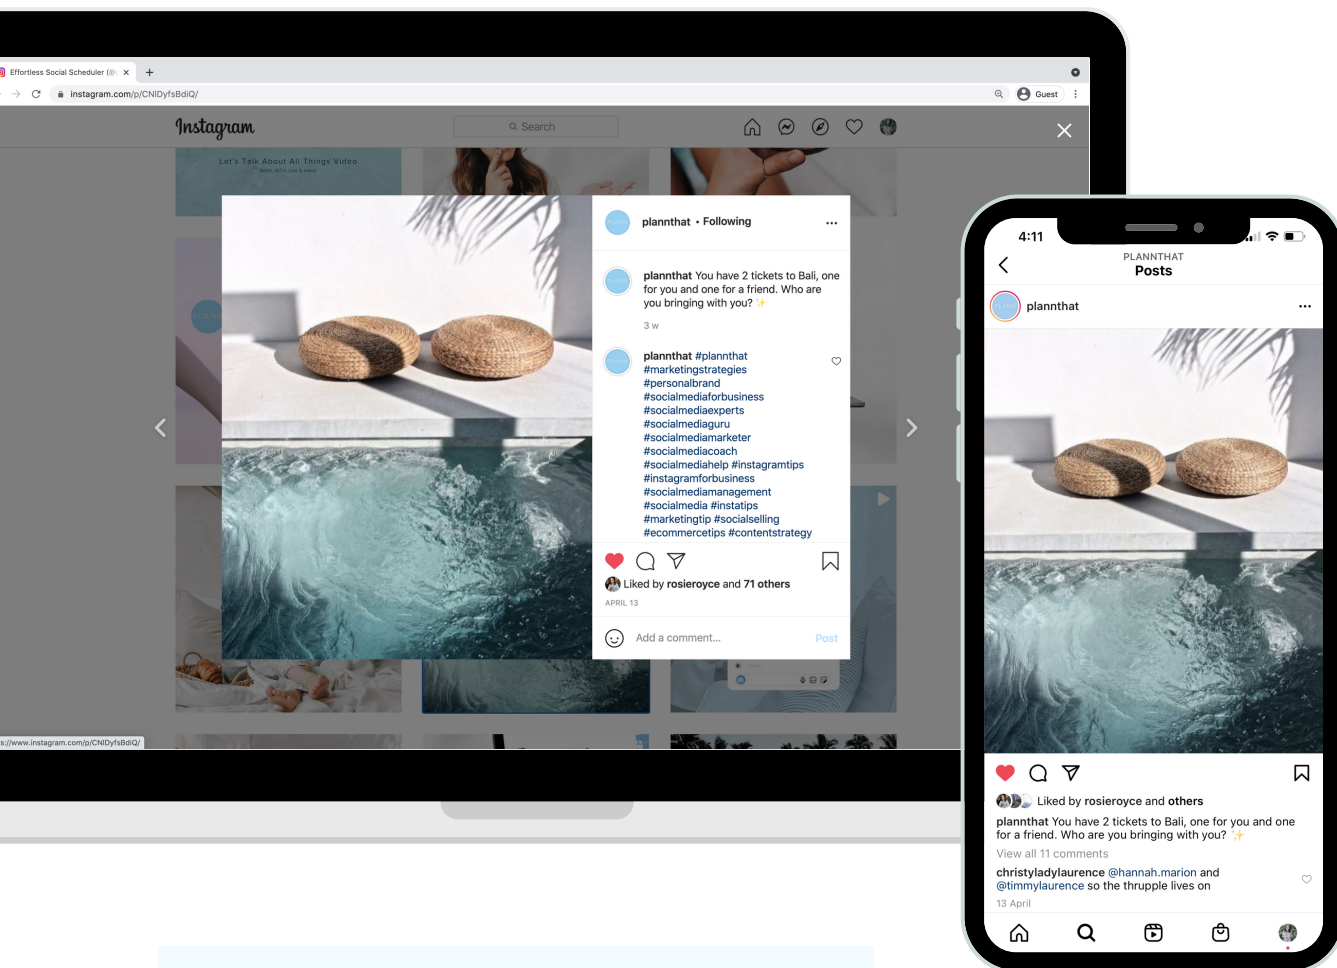 Effortless Social Scheduler (@
instagram.com/p/CNIDyfsBdiQ/
Guest
Instagram
Search
Let's Talk About All Things Video
Reels, IGTV, Live & more!
PLANN
plannthat • Following
plannthat You have 2 tickets to Bali, one
for you and one for a friend. Who are
you bringing with you? ✨
3 w
plannthat #plannthat
#marketingstrategies
#personalbrand
#socialmediaforbusiness
#socialmediaexperts
#socialmediaguru
#socialmediamarketer
#socialmediacoach
#socialmediahelp #instagramtips
#instagramforbusiness
#socialmediamanagement
#socialmedia #instatips
#marketingtip #socialselling
#ecommercetips #contentstrategy
Liked by rosieroyce and 71 others
APRIL 13
Add a comment...
Post
s://www.instagram.com/p/CNIDyfsBdiQ/
4:11
PLANNTHAT
Posts
plannthat
Liked by rosieroyce and others
plannthat You have 2 tickets to Bali, one for you and one
for a friend. Who are you bringing with you? ✨
View all 11 comments
christyladylaurence @hannah.marion and
@timmylaurence so the thrupple lives on
13 April